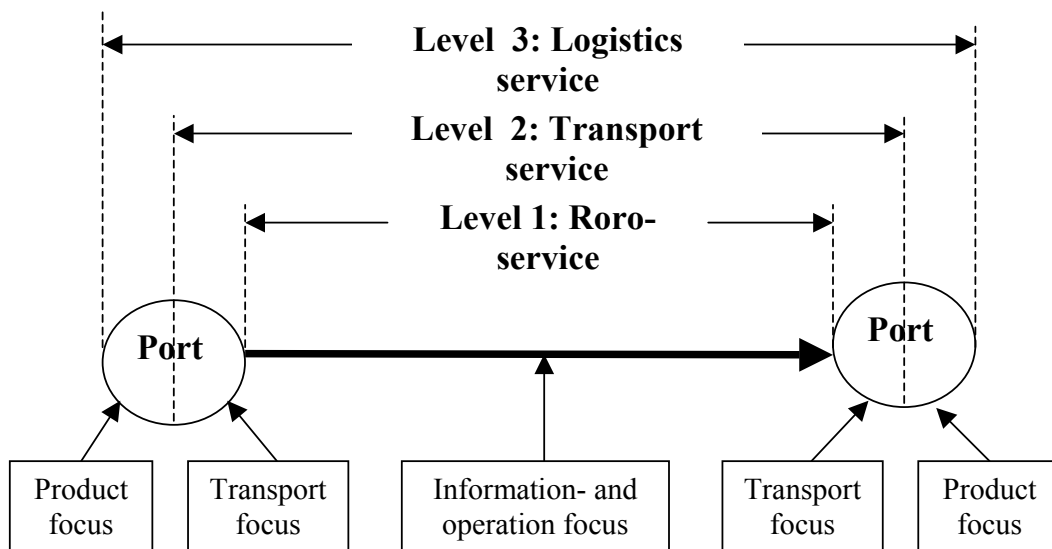 Level 3: Logistics
service
Level 2: Transport
service
Level 1: Roro-
service
Port
Port
Product
focus
Transport
focus
Information- and
operation focus
Transport
focus
Product
focus